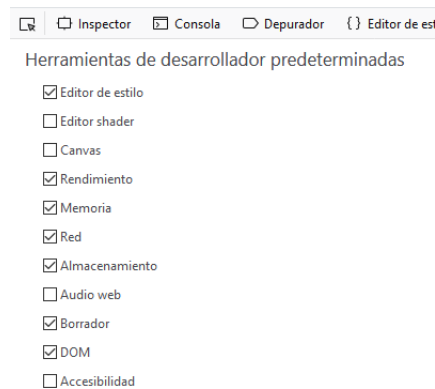 Inspector Consola Depurador { } Editor de est
Herramientas de desarrollador predeterminadas
Editor de estilo
Editor shader
Canvas
Rendimiento
Memoria
Red
Almacenamiento
Audio web
Borrador
DOM
Accesibilidad